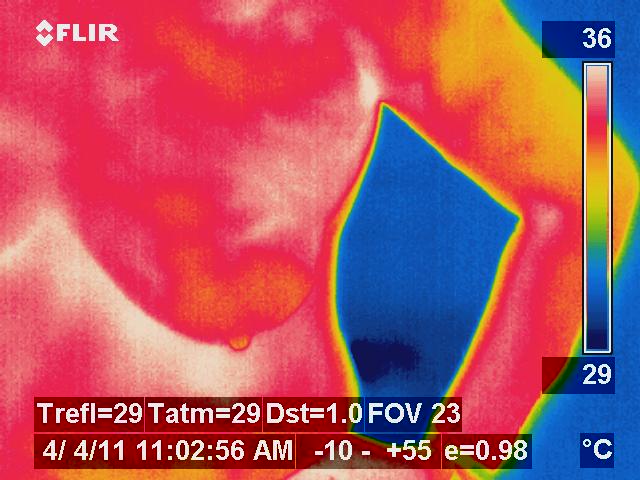 FLIR
36
29
Trefl=29 Tatm=29 Dst=1.0 FOV 23
4/ 4/11 11:02:56 AM -10 - +55 e=0.98
°C